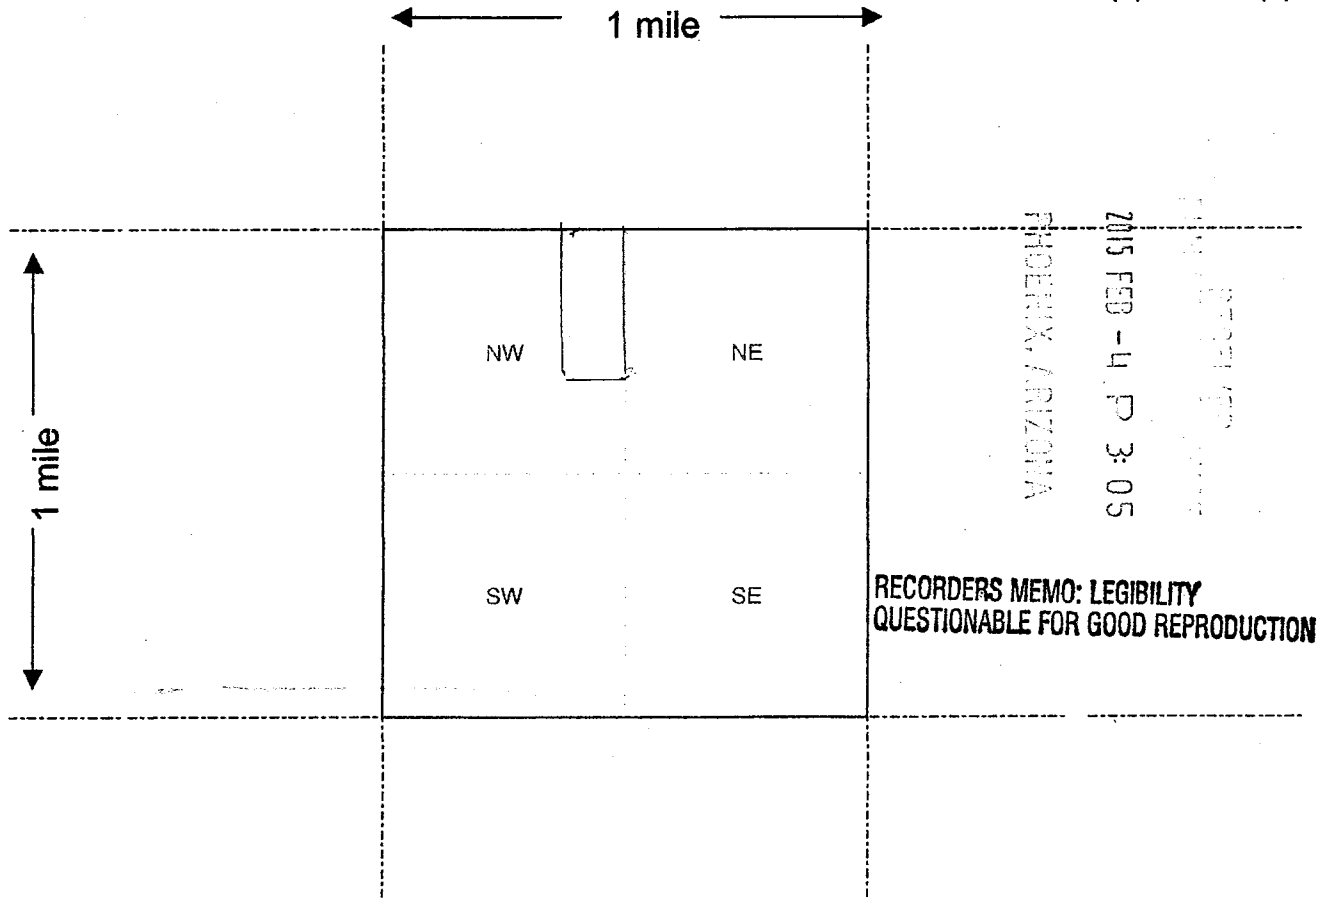 1 mile
1 mile
NW
NE
SW
SE
2015 FEB -4 P 3:05
PHOENIX, ARIZONA
RECORDERS MEMO: LEGIBILITY
QUESTIONABLE FOR GOOD REPRODUCTION